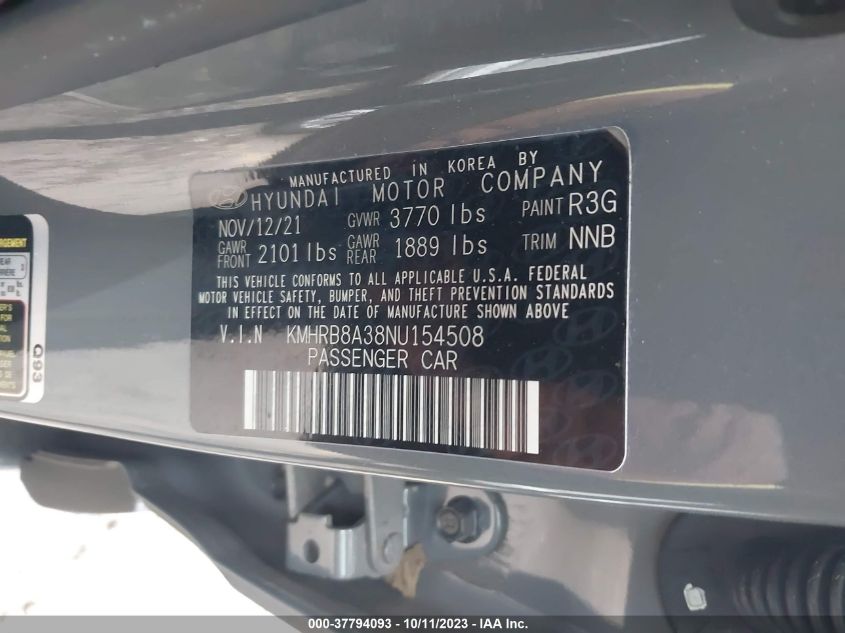 MANUFACTURED IN KOREA BY
HYUNDAI MOTOR COMPANY
NOV/12/21 GVWR 3770 lbs PAINT R3G
GAWR FRONT 2101 lbs GAWR REAR 1889 lbs TRIM NNB
THIS VEHICLE CONFORMS TO ALL APPLICABLE U.S.A. FEDERAL
MOTOR VEHICLE SAFETY, BUMPER, AND THEFT PREVENTION STANDARDS
IN EFFECT ON THE DATE OF MANUFACTURE SHOWN ABOVE
V.I.N KMHRB8A38NU154508
PASSENGER CAR
Q93
000-37794093 - 10/11/2023 - IAA Inc.